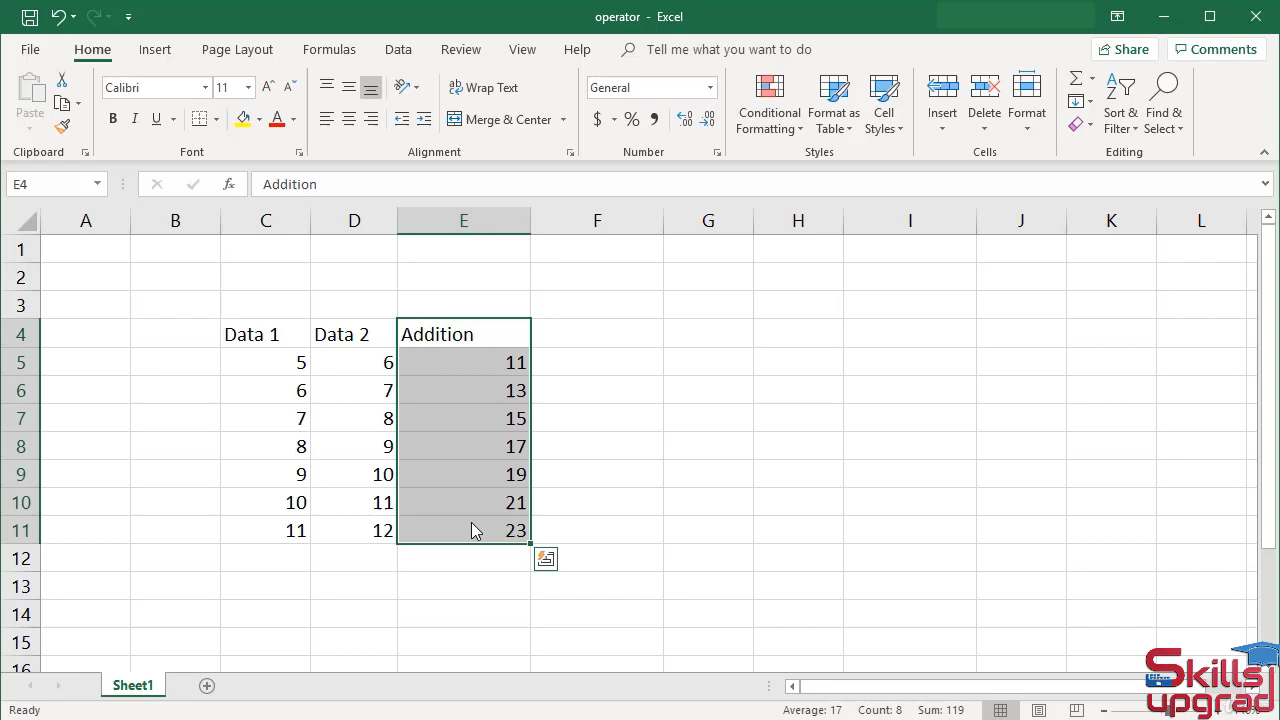 operator - Excel
File Home Insert Page Layout Formulas Data Review View Help Tell me what you want to do Share Comments
Calibri 11 Wrap Text General
Paste B I U A Merge & Center $ % Conditional Formatting Format as Table Cell Styles Insert Delete Format Sort & Filter Find & Select
Clipboard Font Alignment Number Styles Cells Editing
E4 fx Addition
A B C D E F G H I J K L
1
2
3
4 Data 1 Data 2 Addition
5 5 6 11
6 6 7 13
7 7 8 15
8 8 9 17
9 9 10 19
10 10 11 21
11 11 12 23
12
13
14
15
16
Sheet1
Ready Average: 17 Count: 8 Sum: 119
Skills
upgrad